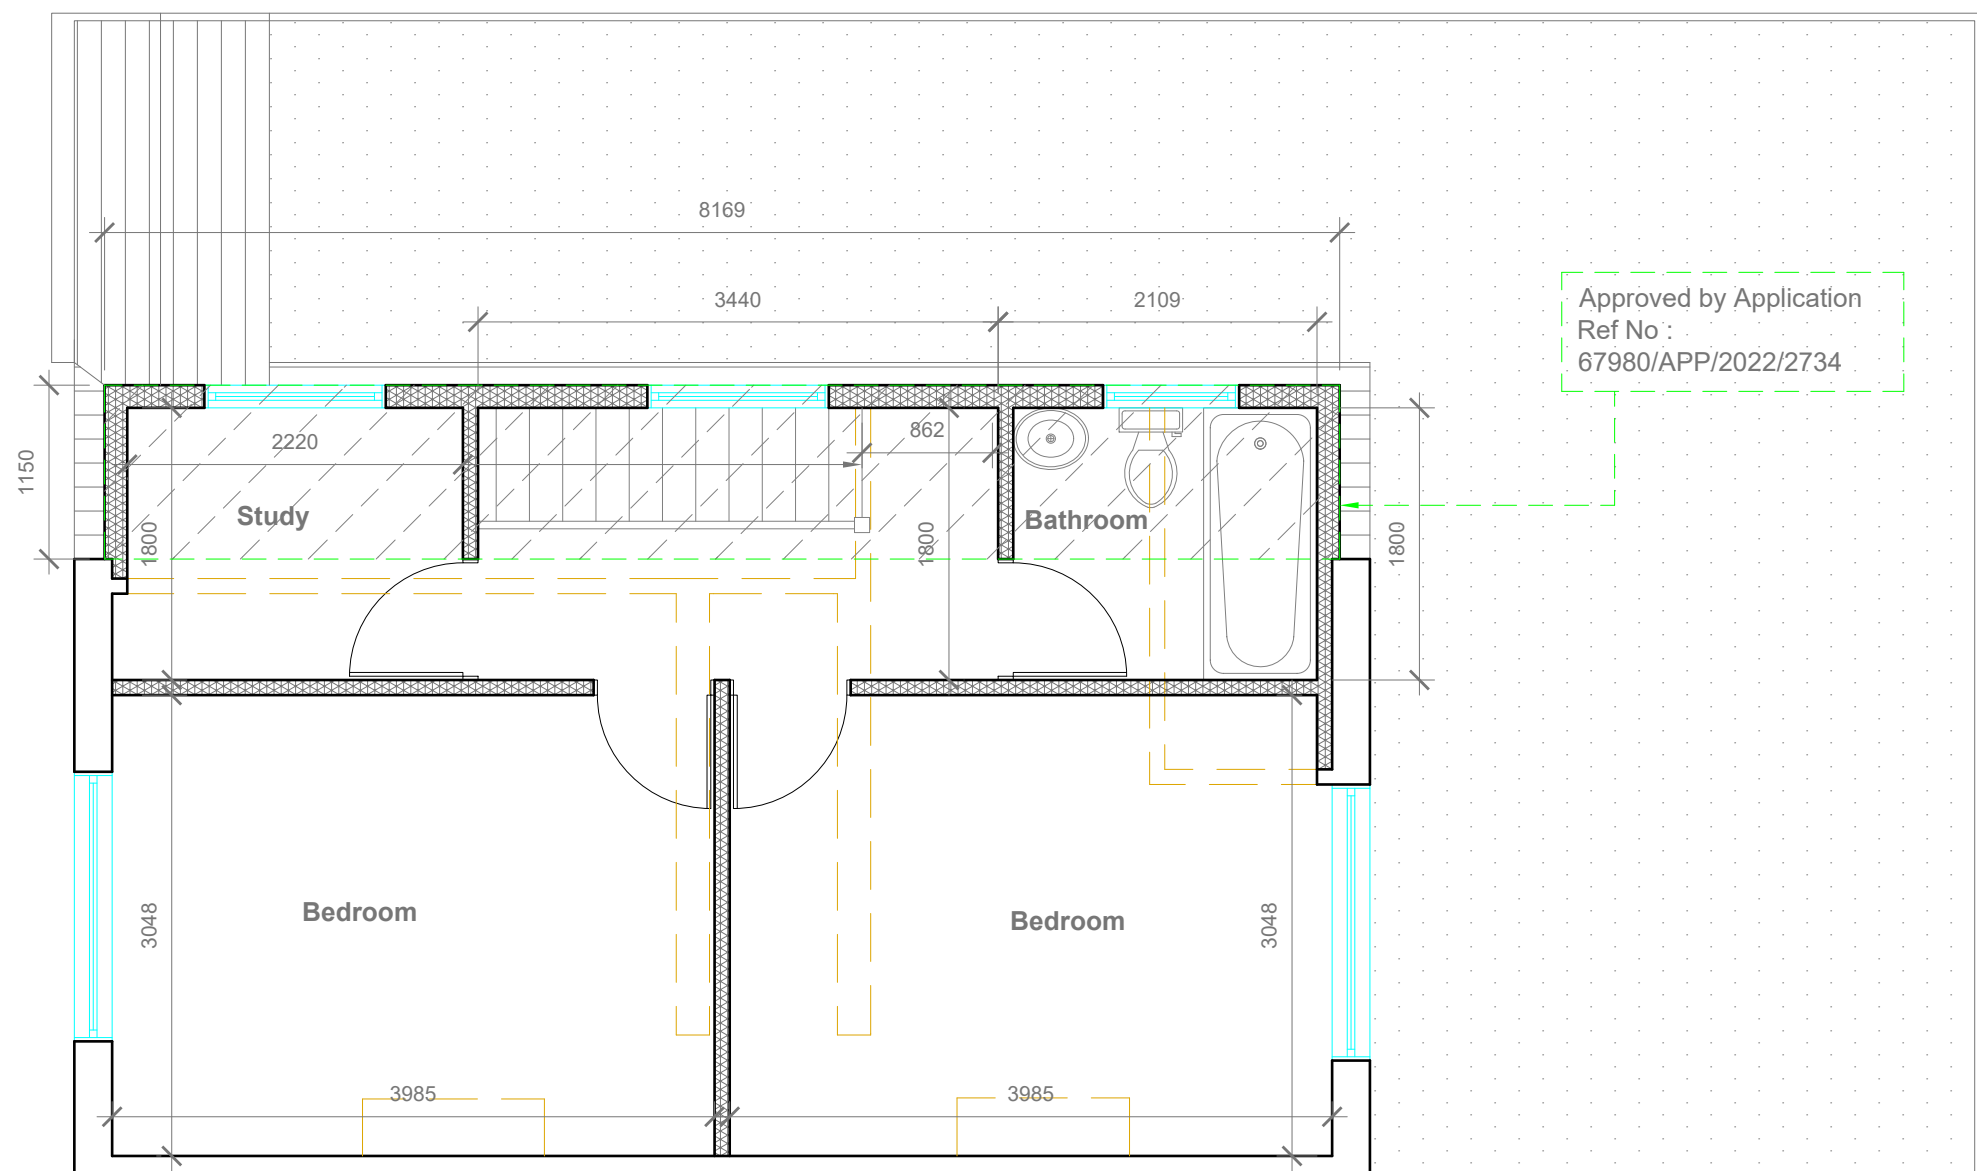 8169
3440
2109
Approved by Application
Ref No :
67980/APP/2022/2734
2220
862
1150
Study
Bathroom
1800
1800
1800
Bedroom
Bedroom
3048
3048
3985
3985